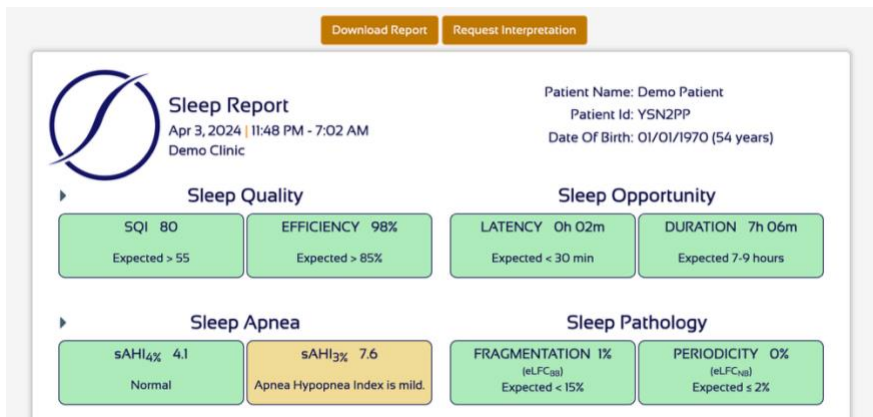 Download Report Request Interpretation
Sleep Report
Apr 3, 2024 | 11:48 PM - 7:02 AM
Demo Clinic
Patient Name: Demo Patient
Patient Id: YSN2PP
Date Of Birth: 01/01/1970 (54 years)
Sleep Quality
SQI 80
Expected > 55
EFFICIENCY 98%
Expected > 85%
Sleep Opportunity
LATENCY 0h 02m
Expected < 30 min
DURATION 7h 06m
Expected 7-9 hours
Sleep Apnea
sAHI4% 4.1
Normal
sAHI3% 7.6
Apnea Hypopnea Index is mild.
Sleep Pathology
FRAGMENTATION 1%
(eLFCBB)
Expected < 15%
PERIODICITY 0%
(eLFCNB)
Expected ≤ 2%